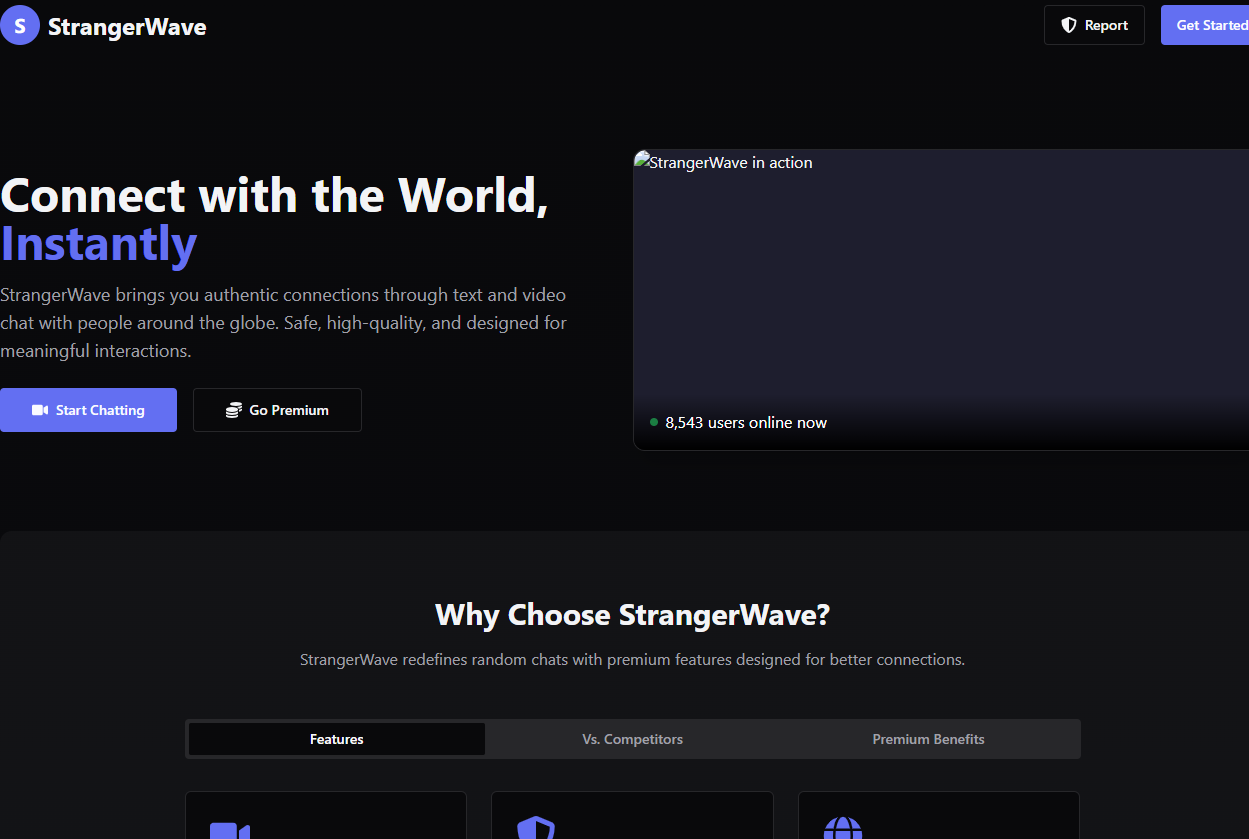 S StrangerWave
Report
Get Started
Connect with the World,
Instantly
StrangerWave brings you authentic connections through text and video
chat with people around the globe. Safe, high-quality, and designed for
meaningful interactions.
Start Chatting
Go Premium
StrangerWave in action
8,543 users online now
Why Choose StrangerWave?
StrangerWave redefines random chats with premium features designed for better connections.
Features
Vs. Competitors
Premium Benefits